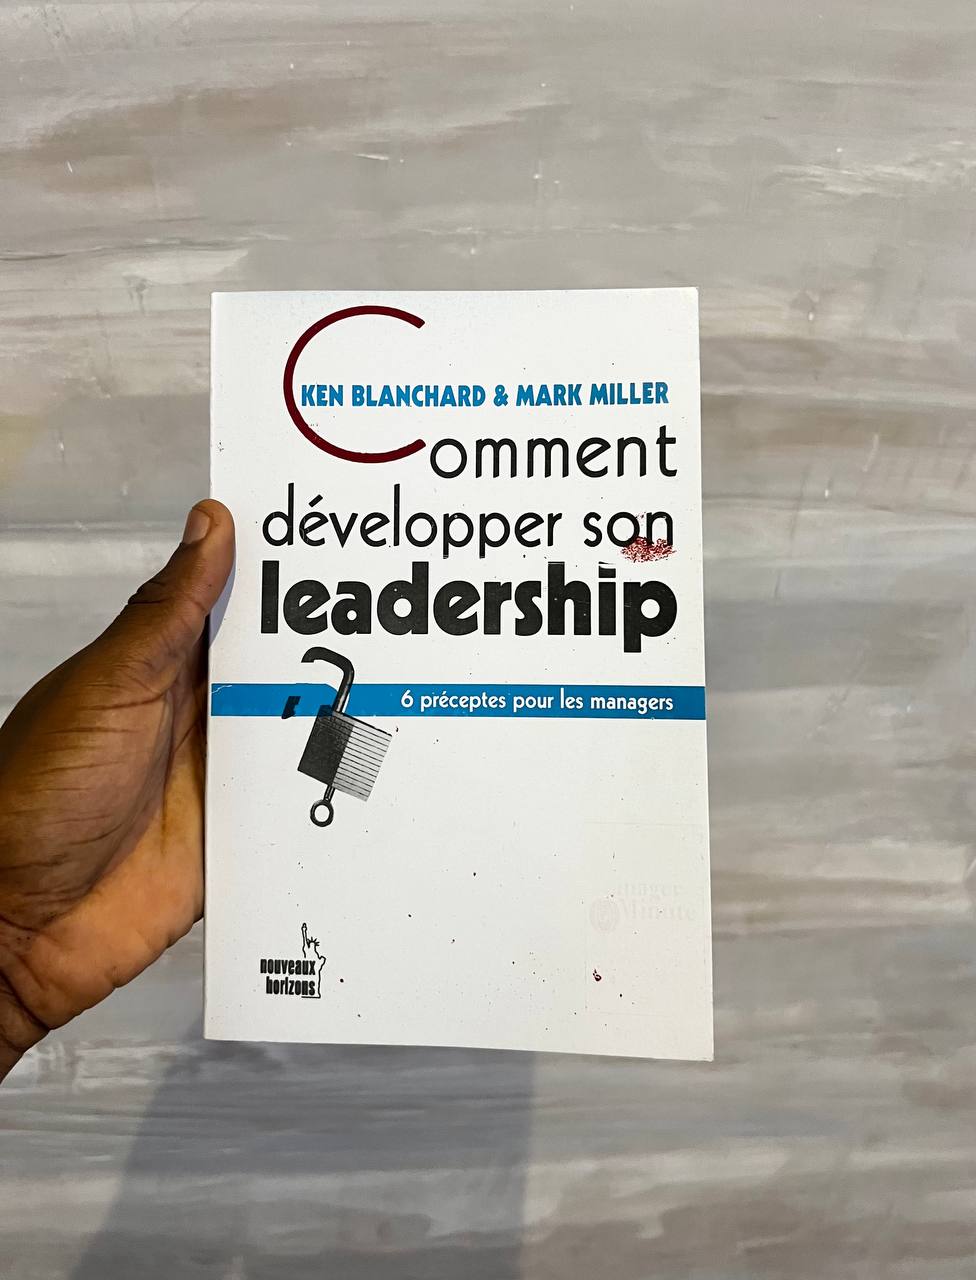 KEN BLANCHARD & MARK MILLER
Comment
développer son
leadership
6 préceptes pour les managers
nouveaux
horizons